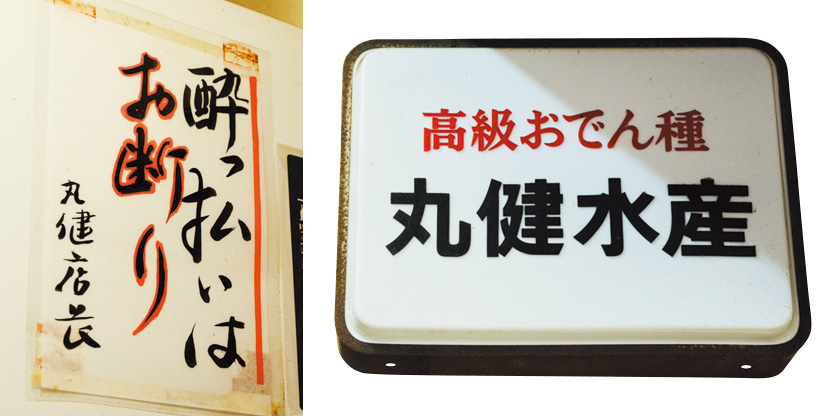 酔っ払いは
お断り
丸健店長
高級おでん種
丸健水産